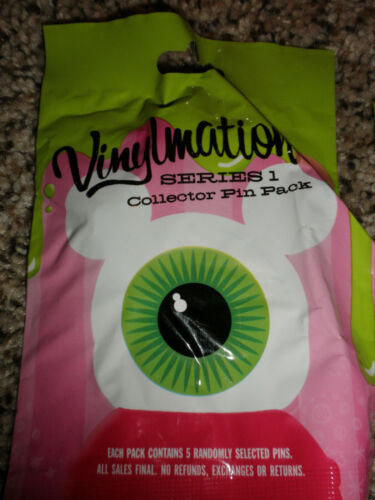 Vinylmation
SERIES 1
Collector Pin Pack
EACH PACK CONTAINS 5 RANDOMLY SELECTED PINS.
ALL SALES FINAL. NO REFUNDS, EXCHANGES OR RETURNS.